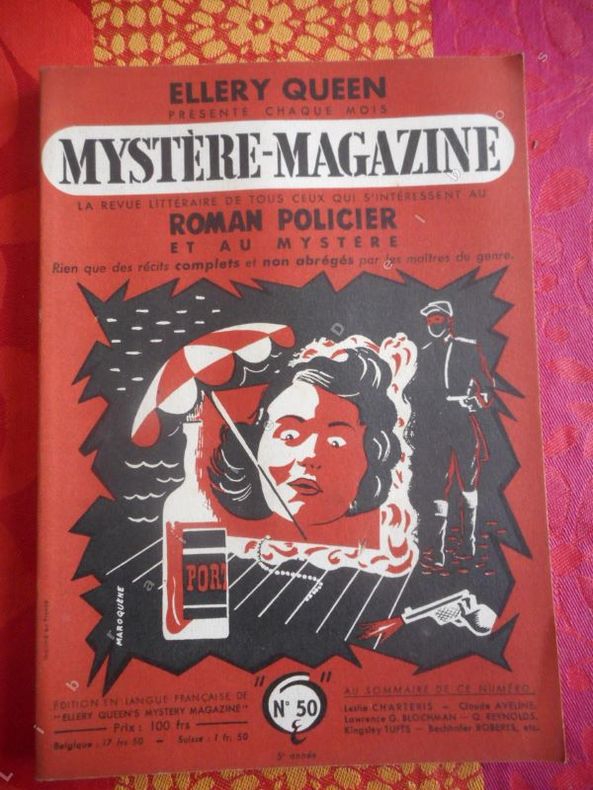 ELLERY QUEEN
PRÉSENTE CHAQUE MOIS
MYSTÈRE-MAGAZINE
LA REVUE LITTÉRAIRE DE TOUS CEUX QUI S'INTÉRESSENT AU
ROMAN POLICIER
ET AU MYSTÈRE
Rien que des récits complets et non abrégés par les maîtres du genre.
POR
MAROQUÈNE
ÉDITION EN LANGUE FRANÇAISE DE
"ELLERY QUEEN'S MYSTERY MAGAZINE"
Prix : 100 frs
Belgique : 17 frs 50 — Suisse : 1 fr. 50
N° 50
5e année
AU SOMMAIRE DE CE NUMÉRO:
Leslie CHARTERIS — Claude AVELINE,
Lawrence G. BLOCHMAN — Q. REYNOLDS,
Kingsley TUFTS — Bechhofer ROBERTS, etc.